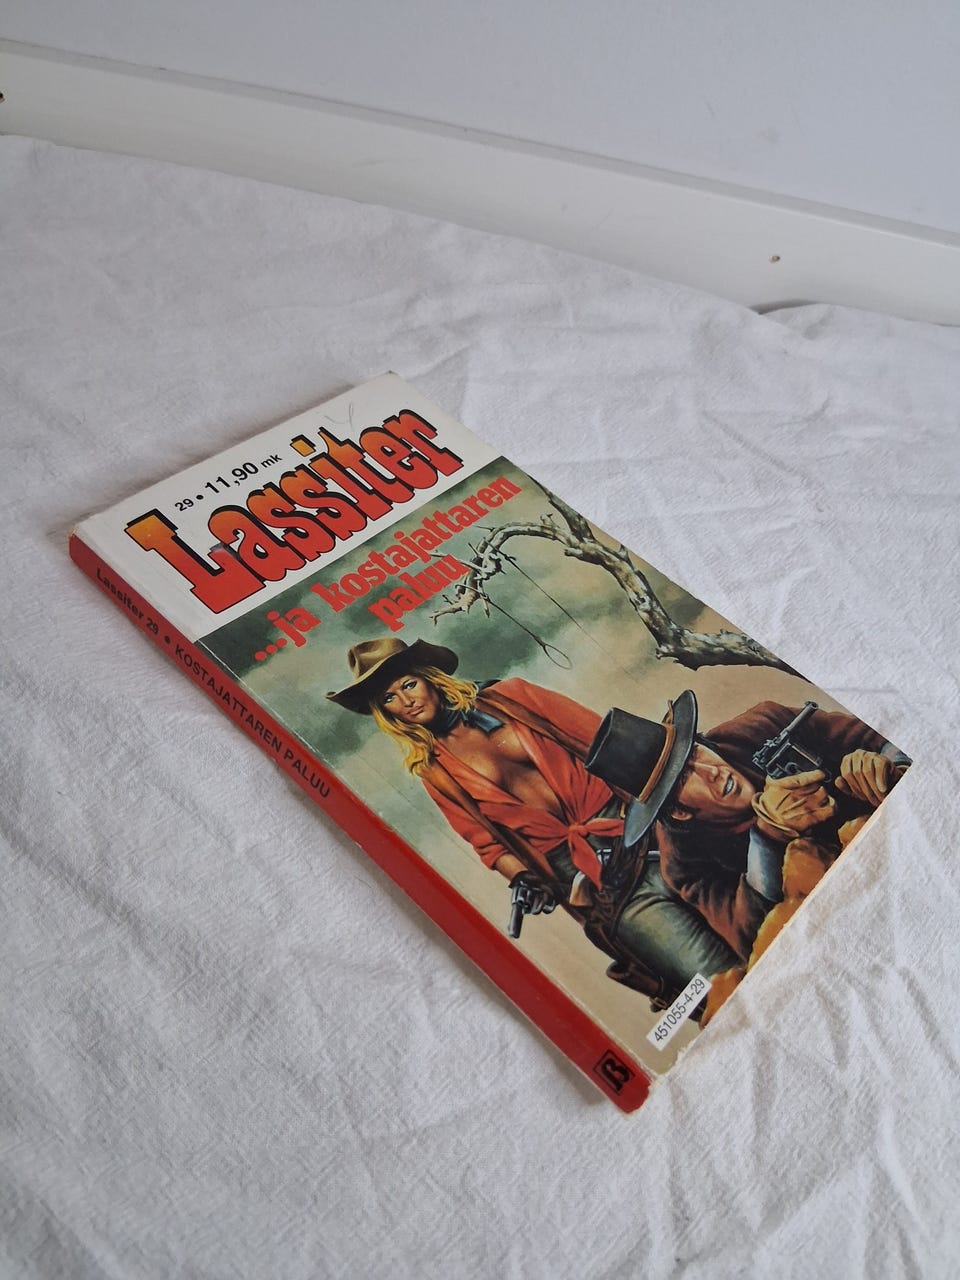 29 • 11,90 mk
Lassiter
...ja kostajattaren
paluu
Lassiter 29 • KOSTAJATTAREN PALUU
451055-4-29